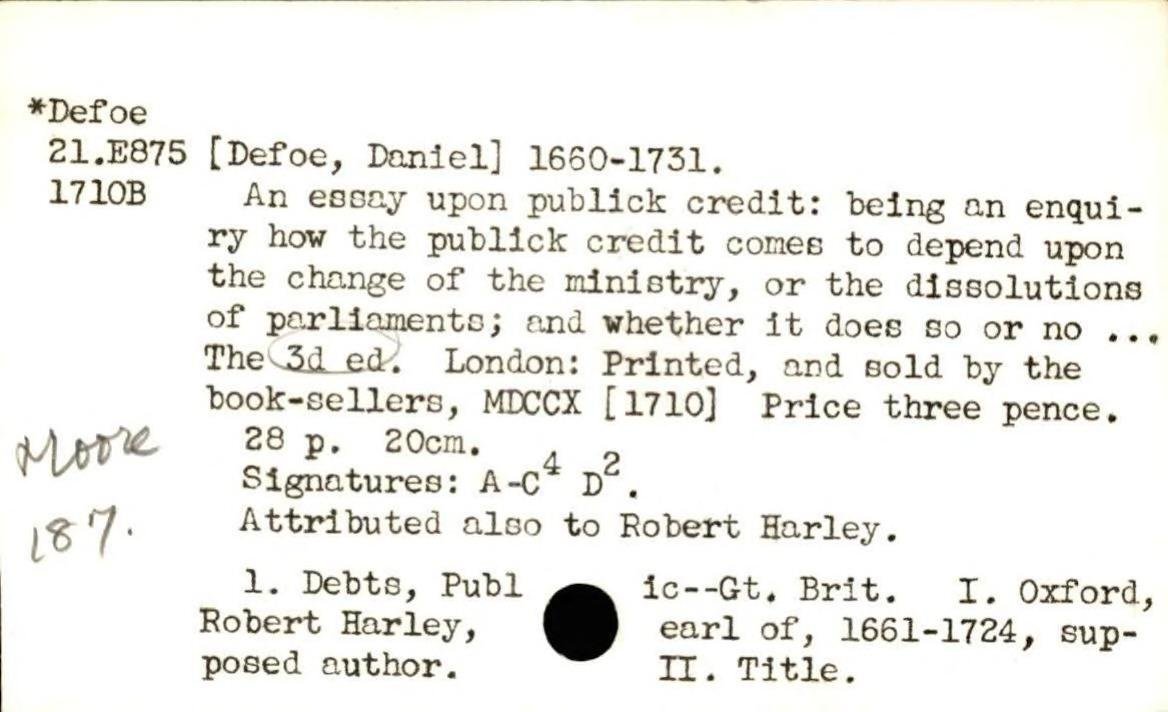 *Defoe
21.E875 [Defoe, Daniel] 1660-1731.
1710B An essay upon publick credit: being an enqui-
ry how the publick credit comes to depend upon
the change of the ministry, or the dissolutions
of parliaments; and whether it does so or no ...
The 3d ed. London: Printed, and sold by the
book-sellers, MDCCX [1710] Price three pence.
28 p. 20cm.
Signatures: A-C⁴ D².
Attributed also to Robert Harley.
Moore
187.
1. Debts, Publ ic--Gt. Brit. I. Oxford,
Robert Harley, earl of, 1661-1724, sup-
posed author. II. Title.